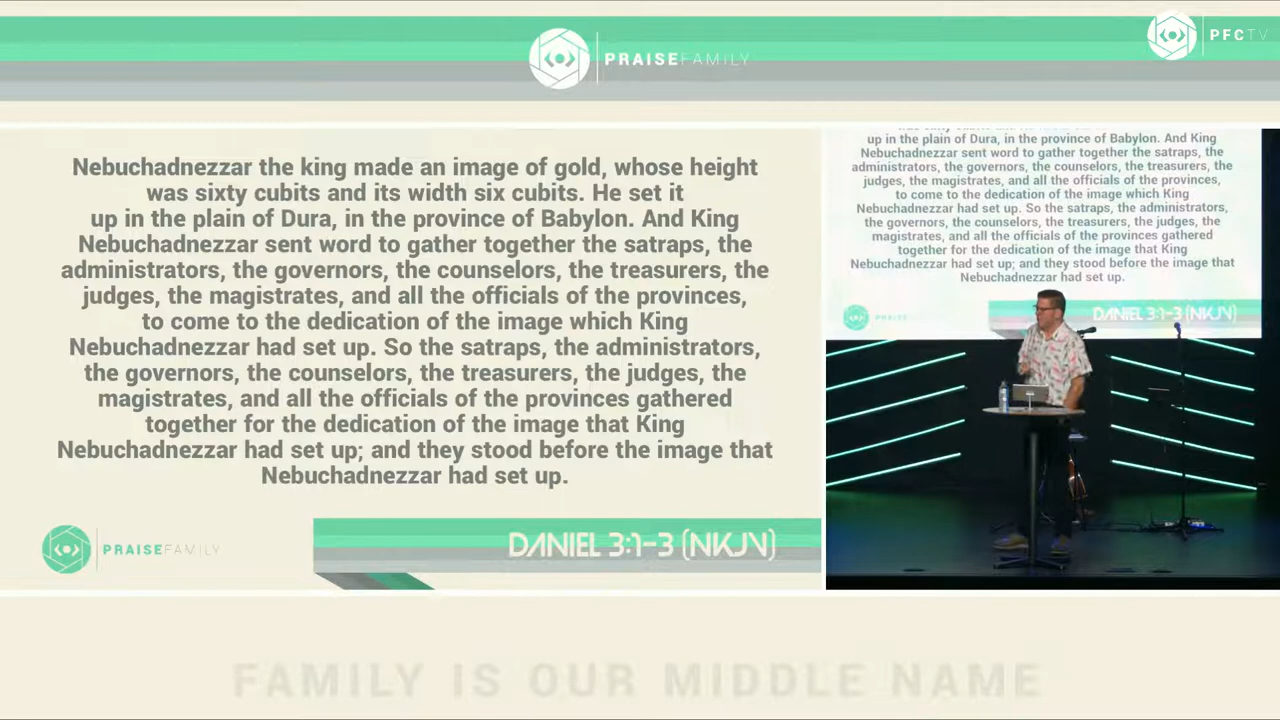 PRAISEFAMILY
PFCTV
Nebuchadnezzar the king made an image of gold, whose height
was sixty cubits and its width six cubits. He set it
up in the plain of Dura, in the province of Babylon. And King
Nebuchadnezzar sent word to gather together the satraps, the
administrators, the governors, the counselors, the treasurers, the
judges, the magistrates, and all the officials of the provinces,
to come to the dedication of the image which King
Nebuchadnezzar had set up. So the satraps, the administrators,
the governors, the counselors, the treasurers, the judges, the
magistrates, and all the officials of the provinces gathered
together for the dedication of the image that King
Nebuchadnezzar had set up; and they stood before the image that
Nebuchadnezzar had set up.
PRAISEFAMILY
DANIEL 3:1-3 (NKJV)
up in the plain of Dura, in the province of Babylon. And King
Nebuchadnezzar sent word to gather together the satraps, the
administrators, the governors, the counselors, the treasurers, the
judges, the magistrates, and all the officials of the provinces,
to come to the dedication of the image which King
Nebuchadnezzar had set up. So the satraps, the administrators,
the governors, the counselors, the treasurers, the judges, the
magistrates, and all the officials of the provinces gathered
together for the dedication of the image that King
Nebuchadnezzar had set up; and they stood before the image that
Nebuchadnezzar had set up.
PRAISE
DANIEL 3:1-3 (NKJV)
FAMILY IS OUR MIDDLE NAME